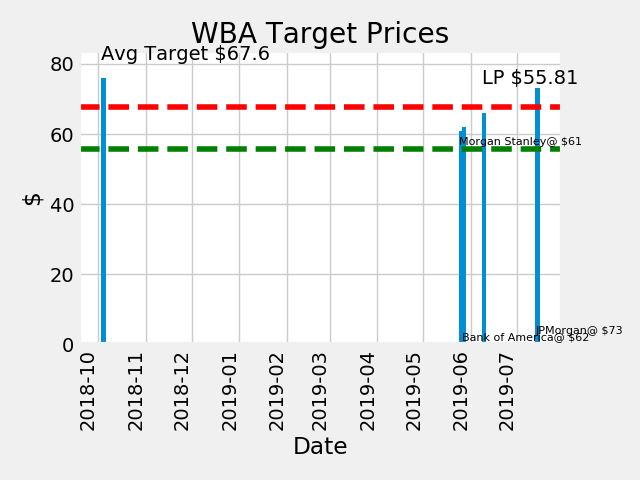 WBA Target Prices
Avg Target $67.6
LP $55.81
80
60
40
20
0
$
Morgan Stanley@ $61
JPMorgan@ $73
Bank of America@ $62
2018-10
2018-11
2018-12
2019-01
2019-02
2019-03
2019-04
2019-05
2019-06
2019-07
Date